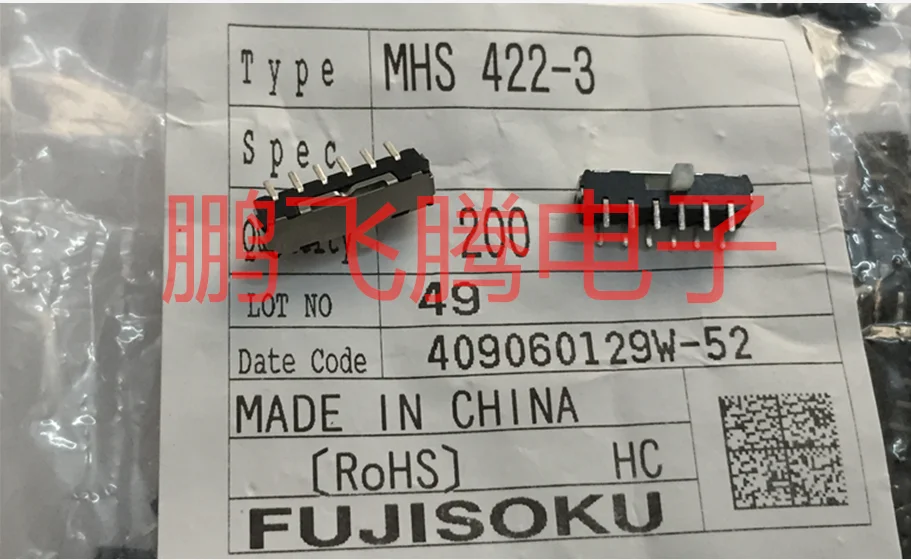 Type MHS 422-3
Spec
200
鹏飞腾电子
LOT NO 49
Date Code 409060129W-52
MADE IN CHINA
[RoHS] HC
FUJISOKU